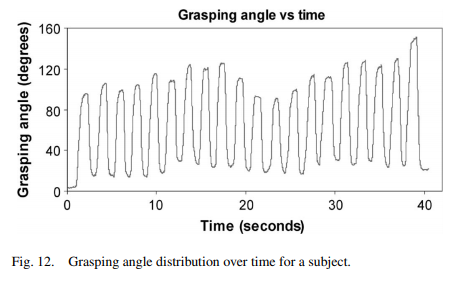 Grasping angle vs time
Grasping angle (degrees)
160
120
80
40
0
0 10 20 30 40
Time (seconds)
Fig. 12. Grasping angle distribution over time for a subject.